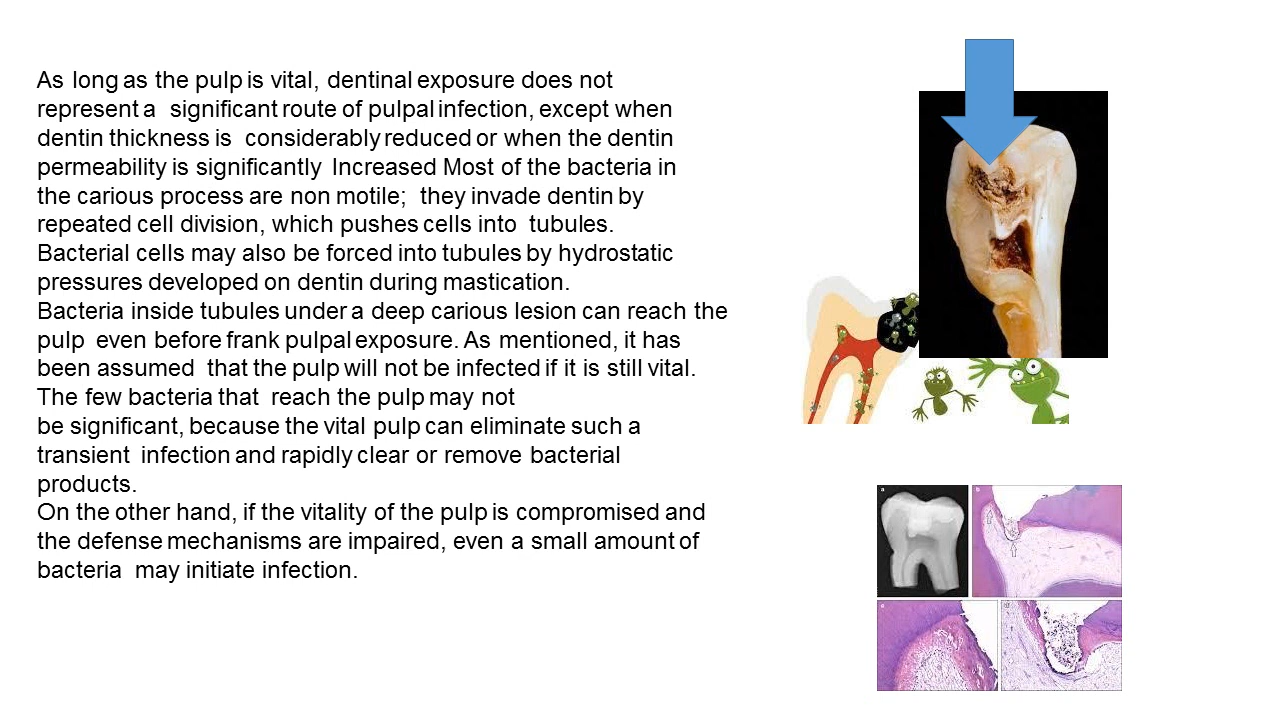 As long as the pulp is vital, dentinal exposure does not
represent a significant route of pulpal infection, except when
dentin thickness is considerably reduced or when the dentin
permeability is significantly Increased Most of the bacteria in
the carious process are non motile; they invade dentin by
repeated cell division, which pushes cells into tubules.
Bacterial cells may also be forced into tubules by hydrostatic
pressures developed on dentin during mastication.
Bacteria inside tubules under a deep carious lesion can reach the
pulp even before frank pulpal exposure. As mentioned, it has
been assumed that the pulp will not be infected if it is still vital.
The few bacteria that reach the pulp may not
be significant, because the vital pulp can eliminate such a
transient infection and rapidly clear or remove bacterial
products.
On the other hand, if the vitality of the pulp is compromised and
the defense mechanisms are impaired, even a small amount of
bacteria may initiate infection.